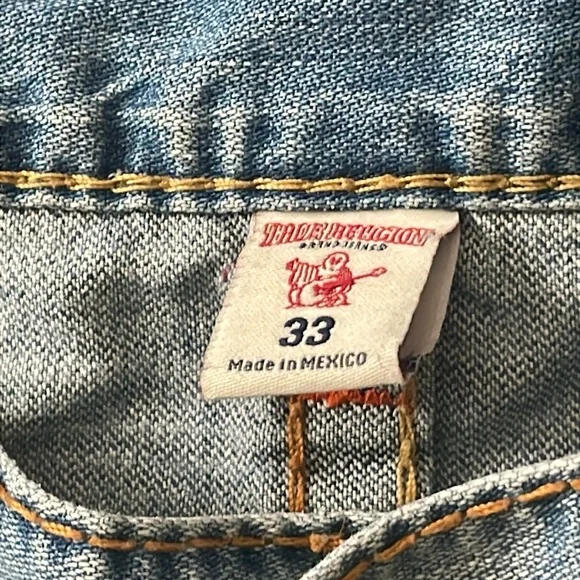 TRUE RELIGION
BRAND JEANS
33
Made in MEXICO